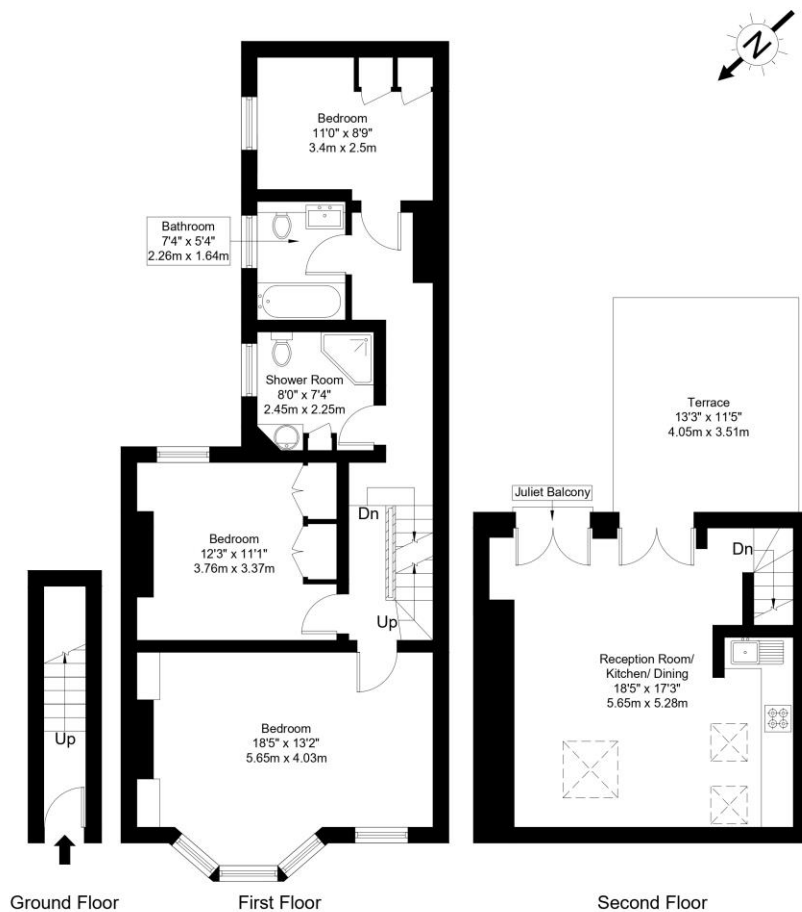 N
Bedroom
11'0" x 8'9"
3.4m x 2.5m
Bathroom
7'4" x 5'4"
2.26m x 1.64m
Shower Room
8'0" x 7'4"
2.45m x 2.25m
Terrace
13'3" x 11'5"
4.05m x 3.51m
Juliet Balcony
Dn
Bedroom
12'3" x 11'1"
3.76m x 3.37m
Up
Dn
Reception Room/
Kitchen/ Dining
18'5" x 17'3"
5.65m x 5.28m
Up
Bedroom
18'5" x 13'2"
5.65m x 4.03m
Ground Floor
First Floor
Second Floor